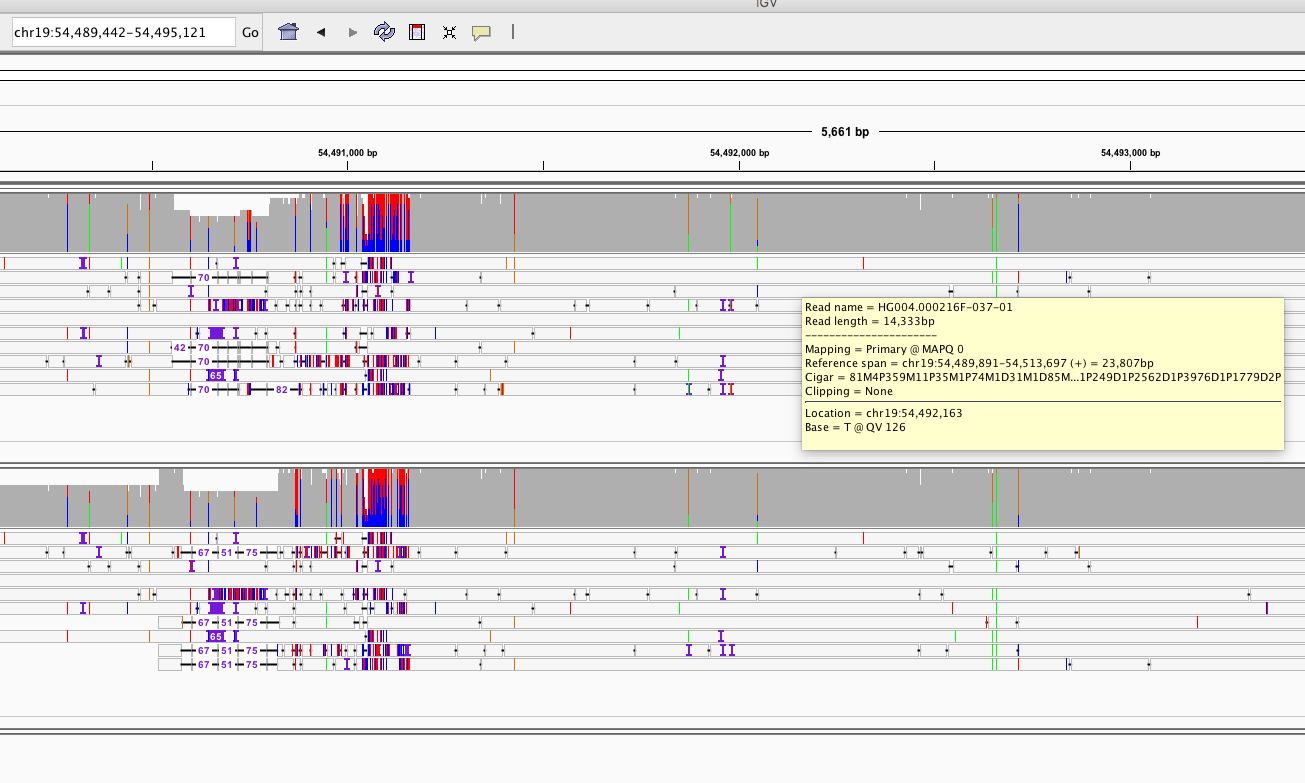 IGV
chr19:54,489,442-54,495,121 Go
5,661 bp
54,491,000 bp 54,492,000 bp 54,493,000 bp
70
42 70
70
65
70 82
Read name = HG004.000216F-037-01
Read length = 14,333bp
----------------------
Mapping = Primary @ MAPQ 0
Reference span = chr19:54,489,891-54,513,697 (+) = 23,807bp
Cigar = 81M4P359M11P35M1P74M1D31M1D85M...1P249D1P2562D1P3976D1P1779D2P
Clipping = None
Location = chr19:54,492,163
Base = T @ QV 126
67 51 75
67 51 75
65
67 51 75
67 51 75